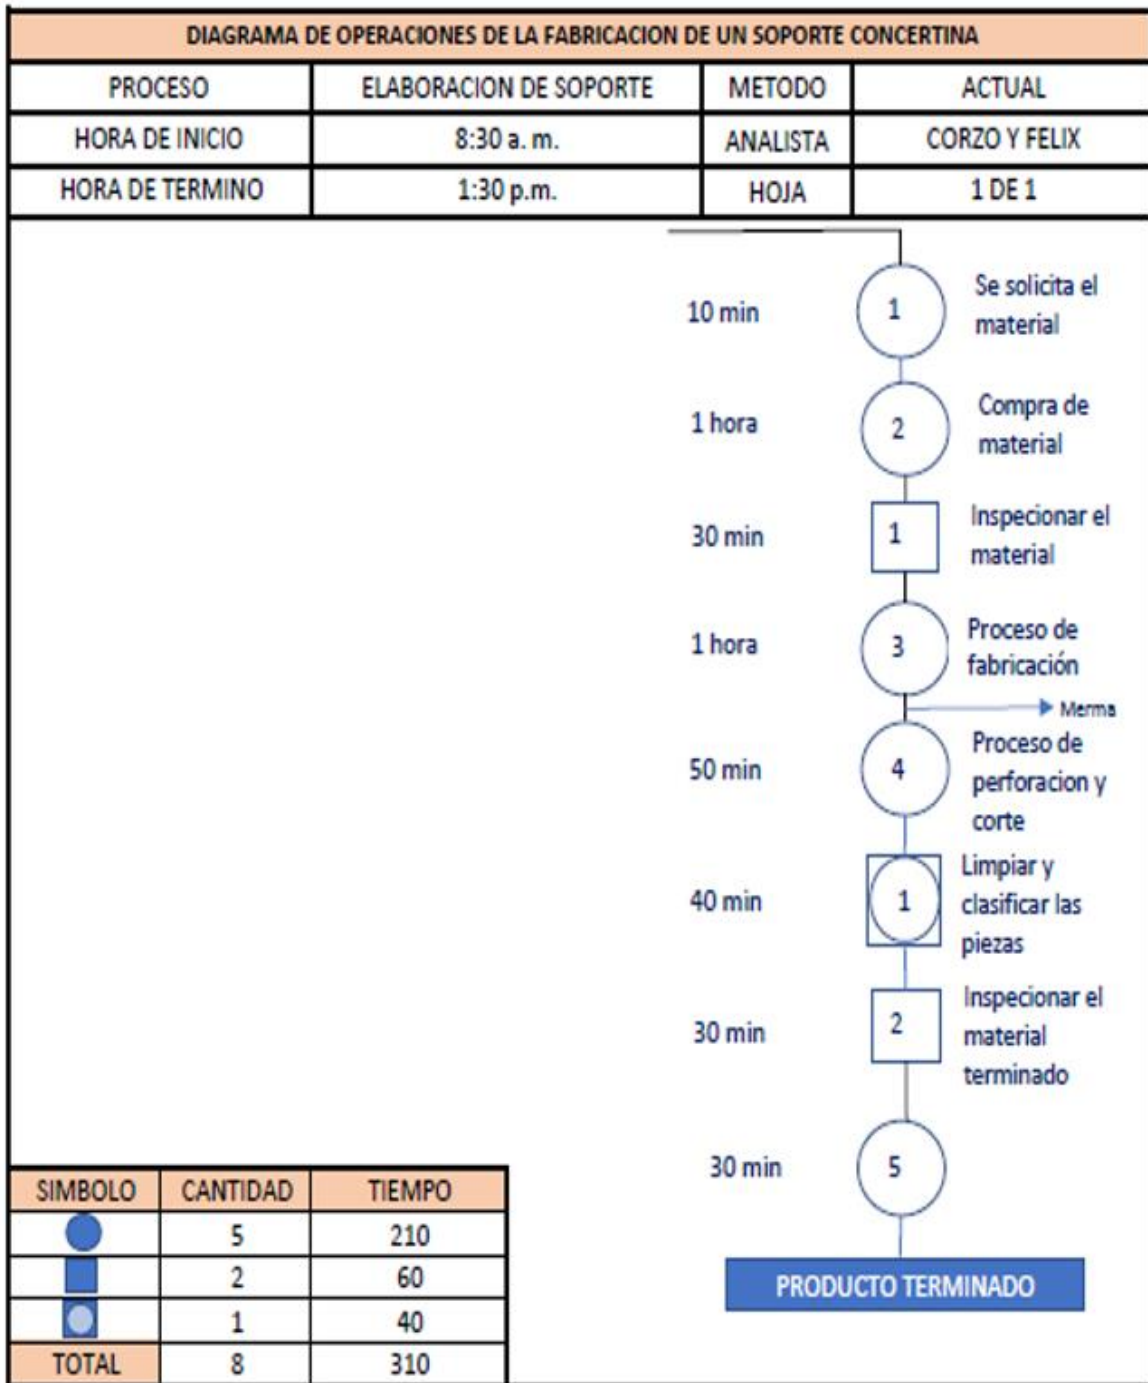 DIAGRAMA DE OPERACIONES DE LA FABRICACION DE UN SOPORTE CONCERTINA
PROCESO ELABORACION DE SOPORTE METODO ACTUAL
HORA DE INICIO 8:30 a. m. ANALISTA CORZO Y FELIX
HORA DE TERMINO 1:30 p.m. HOJA 1 DE 1
10 min 1 Se solicita el
material
1 hora 2 Compra de
material
30 min 1 Inspecionar el
material
1 hora 3 Proceso de
fabricación
Merma
50 min 4 Proceso de
perforacion y
corte
40 min 1 Limpiar y
clasificar las
piezas
30 min 2 Inspecionar el
material
terminado
30 min 5
PRODUCTO TERMINADO
SIMBOLO CANTIDAD TIEMPO
5 210
2 60
1 40
TOTAL 8 310